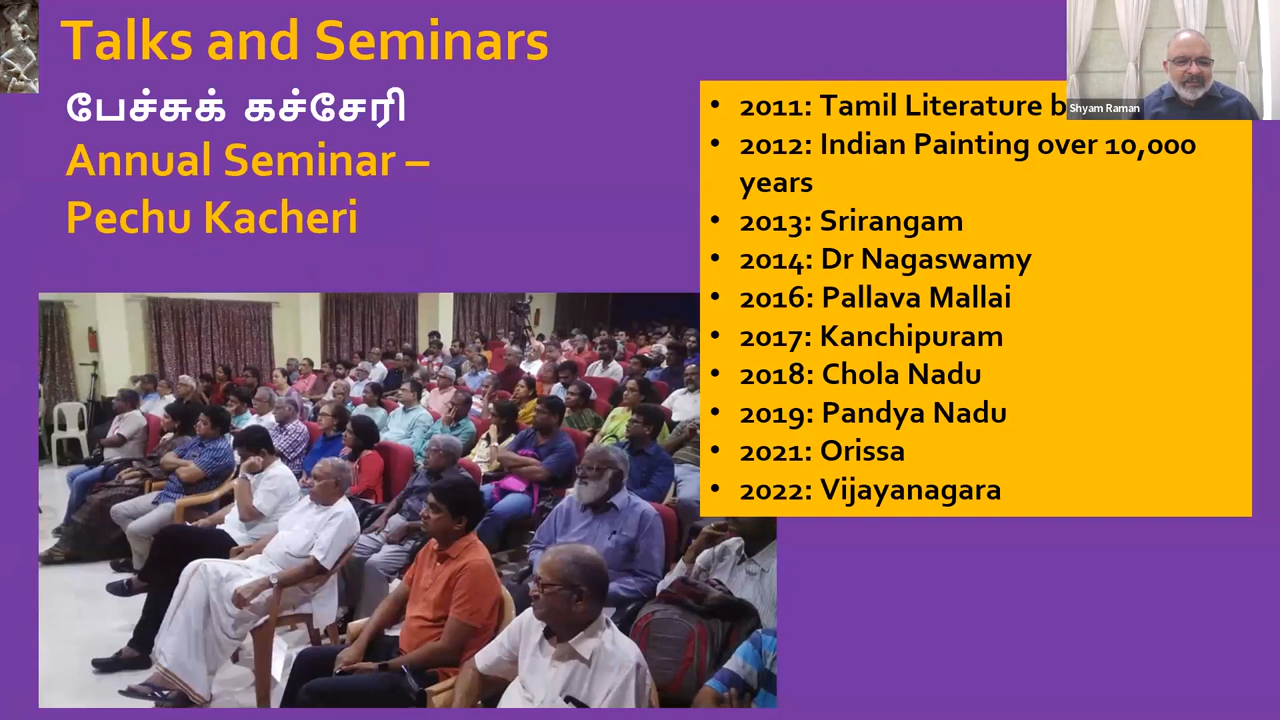 Talks and Seminars
பேச்சுக் கச்சேரி
Annual Seminar –
Pechu Kacheri
• 2011: Tamil Literature
• 2012: Indian Painting over 10,000
years
• 2013: Srirangam
• 2014: Dr Nagaswamy
• 2016: Pallava Mallai
• 2017: Kanchipuram
• 2018: Chola Nadu
• 2019: Pandya Nadu
• 2021: Orissa
• 2022: Vijayanagara
Shyam Raman